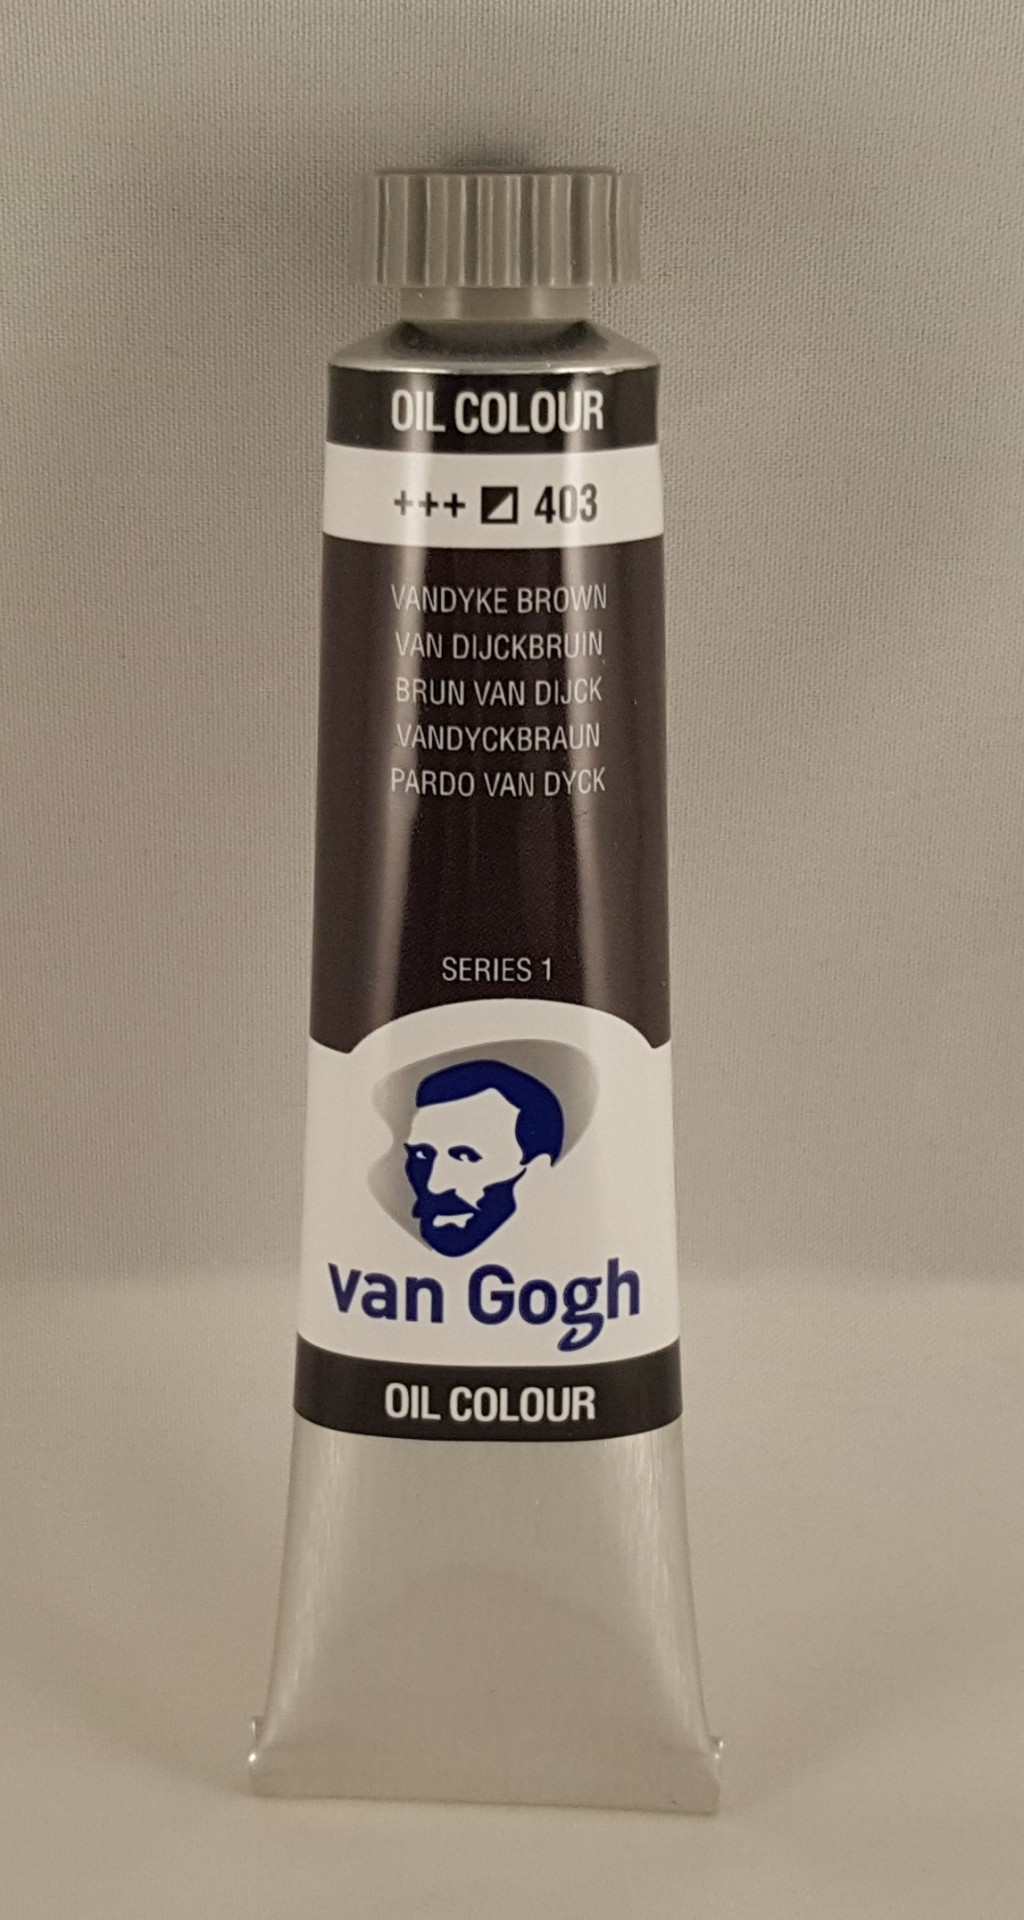 OIL COLOUR
+++ 403
VANDYKE BROWN
VAN DIJCKBRUIN
BRUN VAN DIJCK
VANDYCKBRAUN
PARDO VAN DYCK
SERIES 1
van Gogh
OIL COLOUR